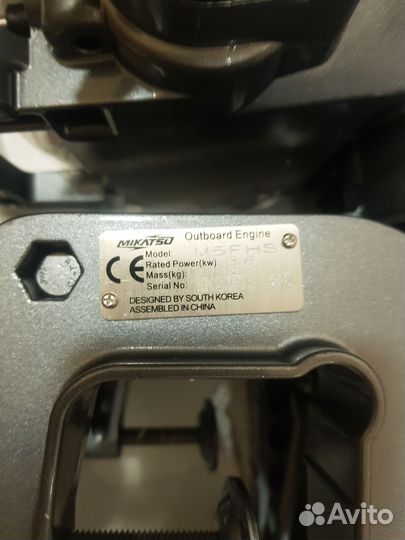 MIKATSU Outboard Engine
Model: M5FHS
Rated Power(kw):
Mass(kg)
Serial No:
CE
DESIGNED BY SOUTH KOREA
ASSEMBLED IN CHINA
Avito